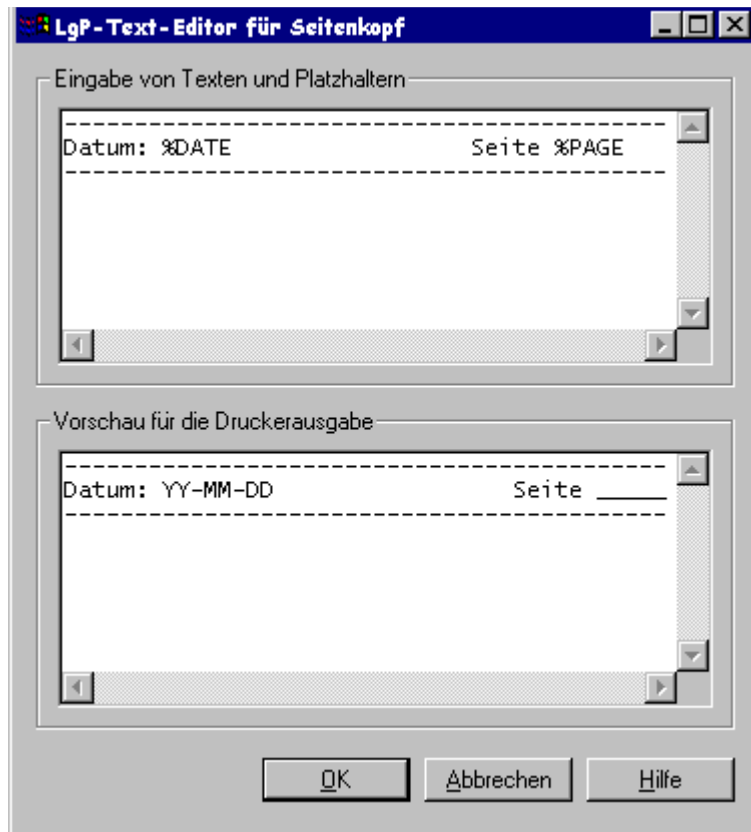 LgP-Text-Editor für Seitenkopf
Eingabe von Texten und Platzhaltern
-------------------------------------------
Datum: %DATE                 Seite %PAGE
-------------------------------------------
Vorschau für die Druckerausgabe
-------------------------------------------
Datum: YY-MM-DD                 Seite _____
-------------------------------------------
OK Abbrechen Hilfe